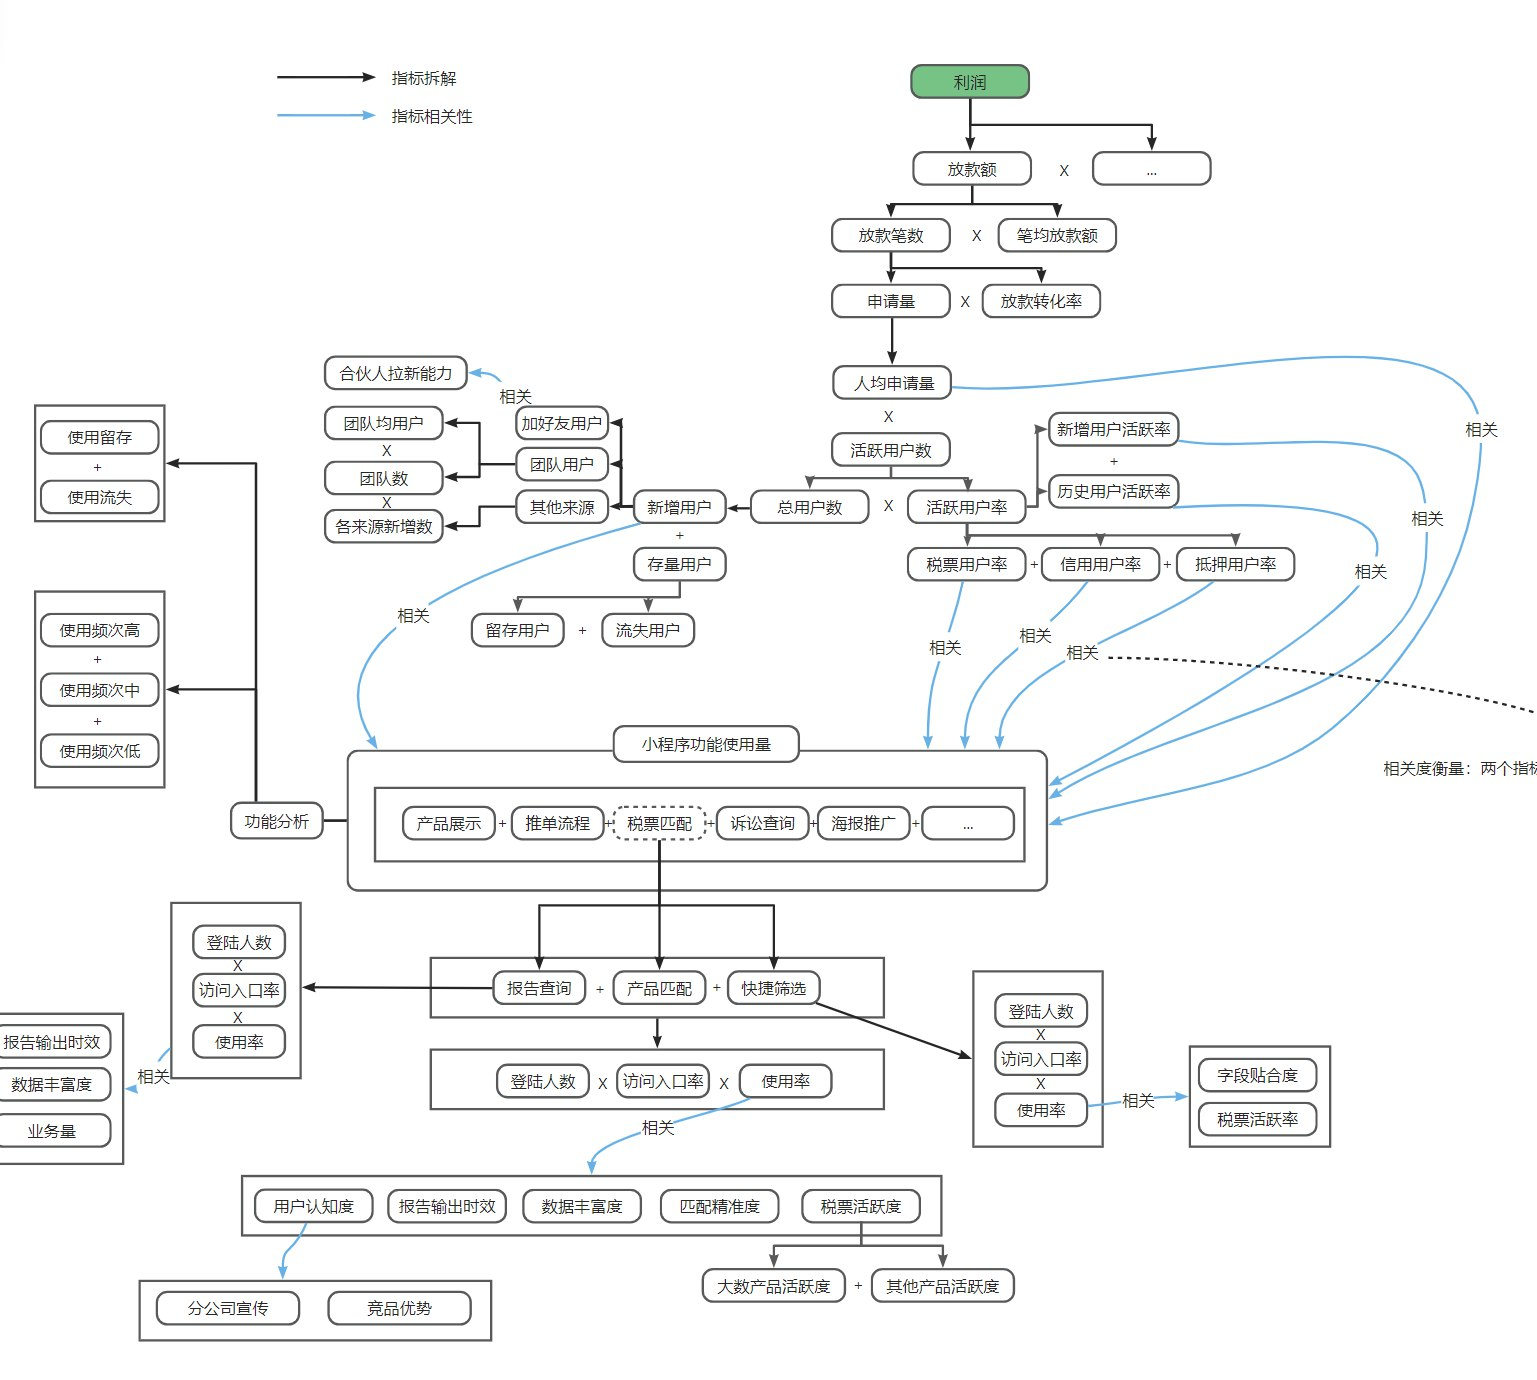 指标拆解
指标相关性
利润
放款额
X
...
放款笔数
X
笔均放款额
申请量
X
放款转化率
人均申请量
X
活跃用户数
总用户数
X
活跃用户率
新增用户活跃率
+
历史用户活跃率
税票用户率
+
信用用户率
+
抵押用户率
合伙人拉新能力
相关
加好友用户
团队用户
其他来源
团队均用户
X
团队数
X
各来源新增数
新增用户
+
存量用户
留存用户
+
流失用户
使用留存
+
使用流失
使用频次高
+
使用频次中
+
使用频次低
功能分析
相关
相关
相关
相关
相关
相关
相关
相关度衡量：两个指标
小程序功能使用量
产品展示
+
推单流程
+
税票匹配
+
诉讼查询
+
海报推广
+
...
登陆人数
X
访问入口率
X
使用率
相关
报告输出时效
数据丰富度
业务量
报告查询
+
产品匹配
+
快捷筛选
登陆人数
X
访问入口率
X
使用率
相关
登陆人数
X
访问入口率
X
使用率
相关
字段贴合度
税票活跃率
用户认知度
报告输出时效
数据丰富度
匹配精准度
税票活跃度
大数产品活跃度
+
其他产品活跃度
分公司宣传
竞品优势